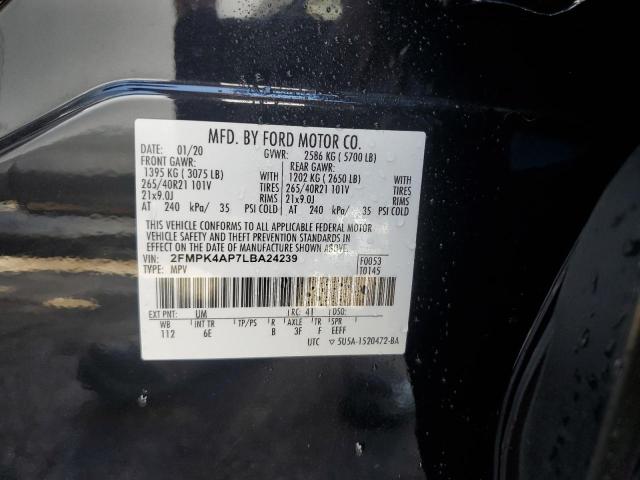 MFD. BY FORD MOTOR CO.
DATE: 01/20 GVWR: 2586 KG ( 5700 LB)
FRONT GAWR: REAR GAWR:
1395 KG ( 3075 LB) 1202 KG ( 2650 LB)
265/40R21 101V TIRES 265/40R21 101V TIRES
21x9.0J RIMS 21x9.0J RIMS
AT 240 kPa/ 35 PSI COLD AT 240 kPa/ 35 PSI COLD
THIS VEHICLE CONFORMS TO ALL APPLICABLE FEDERAL MOTOR
VEHICLE SAFETY AND THEFT PREVENTION STANDARDS IN
EFFECT ON THE DATE OF MANUFACTURE SHOWN ABOVE.
VIN: 2FMPK4AP7LBA24239 F0053
TYPE: MPV T0145
EXT PNT: UM RC: 41 DSO:
WB INT TR TP/PS R AXLE TR SPR
112 6E B 3F F EEFF
UTC ▽ 5U5A-1520472-BA